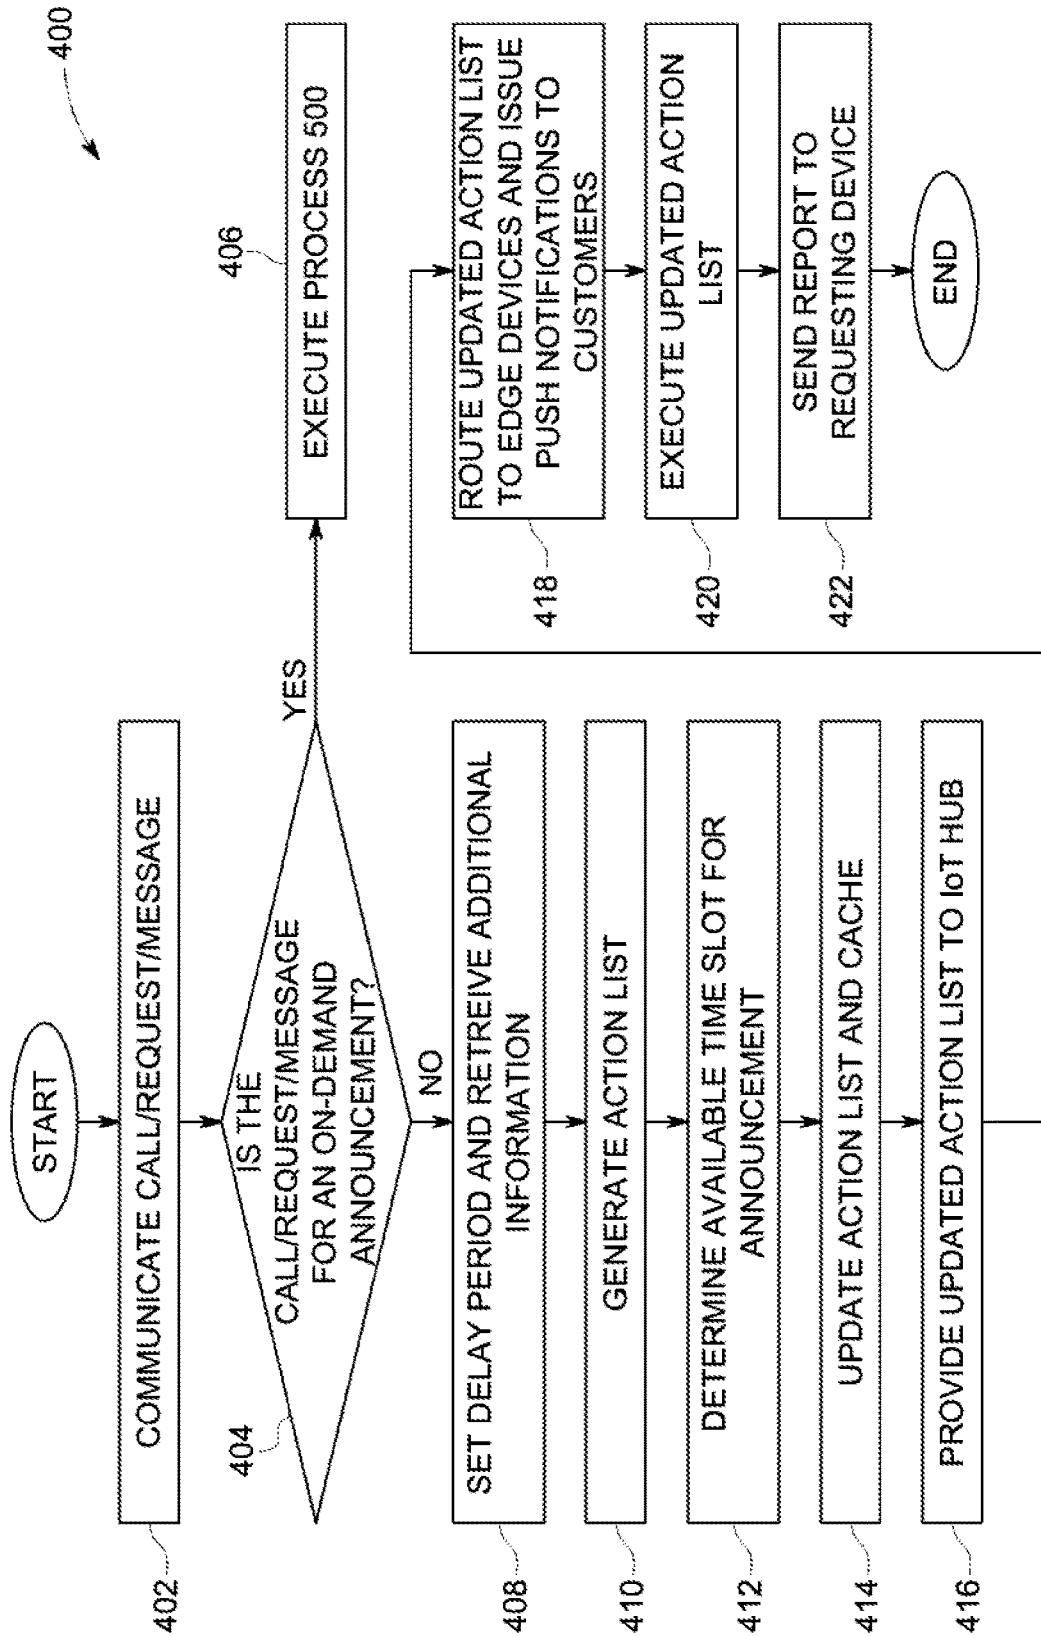 400
START
402
COMMUNICATE CALL/REQUEST/MESSAGE
404
IS THE
CALL/REQUEST/MESSAGE
FOR AN ON-DEMAND
ANNOUNCEMENT?
YES
406
EXECUTE PROCESS 500
NO
408
SET DELAY PERIOD AND RETREIVE ADDITIONAL
INFORMATION
410
GENERATE ACTION LIST
412
DETERMINE AVAILABLE TIME SLOT FOR
ANNOUNCEMENT
414
UPDATE ACTION LIST AND CACHE
416
PROVIDE UPDATED ACTION LIST TO IoT HUB
418
ROUTE UPDATED ACTION LIST
TO EDGE DEVICES AND ISSUE
PUSH NOTIFICATIONS TO
CUSTOMERS
420
EXECUTE UPDATED ACTION
LIST
422
SEND REPORT TO
REQUESTING DEVICE
END